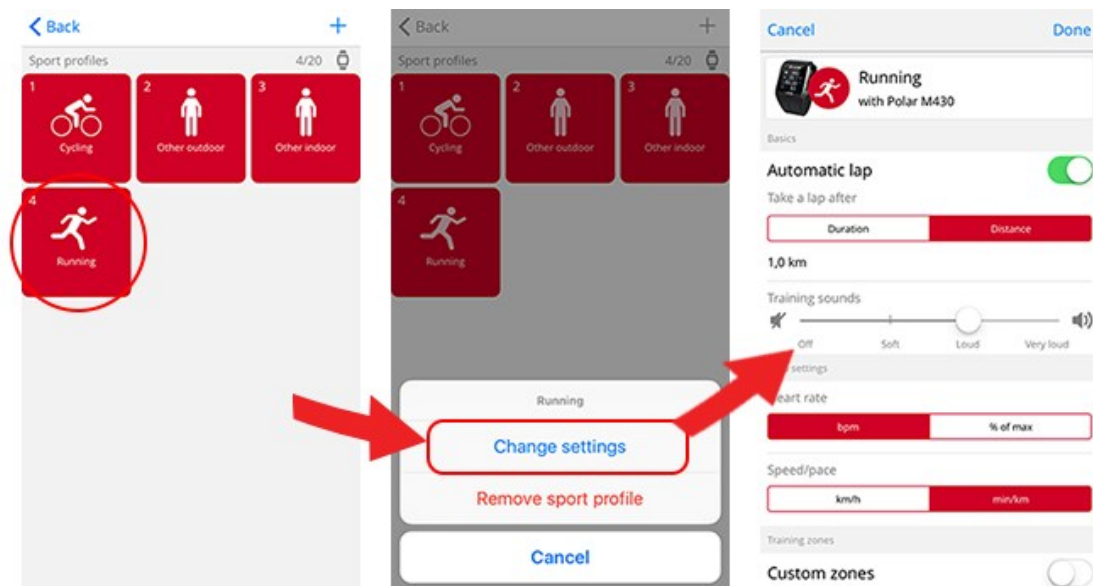 Back +
Sport profiles 4/20
1
Cycling
2
Other outdoor
3
Other indoor
4
Running
Back +
Sport profiles 4/20
1
Cycling
2
Other outdoor
3
Other indoor
4
Running
Running
Change settings
Remove sport profile
Cancel
Cancel Done
Running
with Polar M430
Basics
Automatic lap
Take a lap after
Duration Distance
1,0 km
Training sounds
Off Soft Loud Very loud
settings
eart rate
bpm % of max
Speed/pace
km/h min/km
Training zones
Custom zones